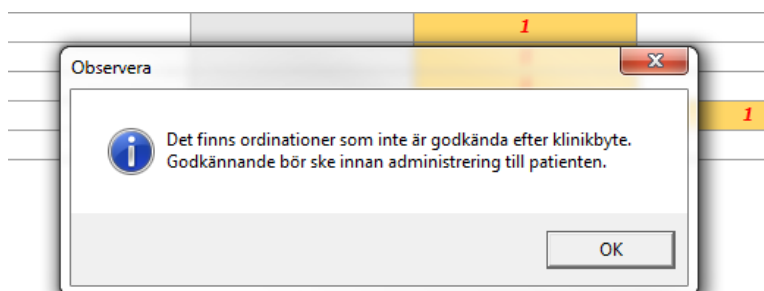 1
Observera
1
Det finns ordinationer som inte är godkända efter klinikbyte.
Godkännande bör ske innan administrering till patienten.
OK